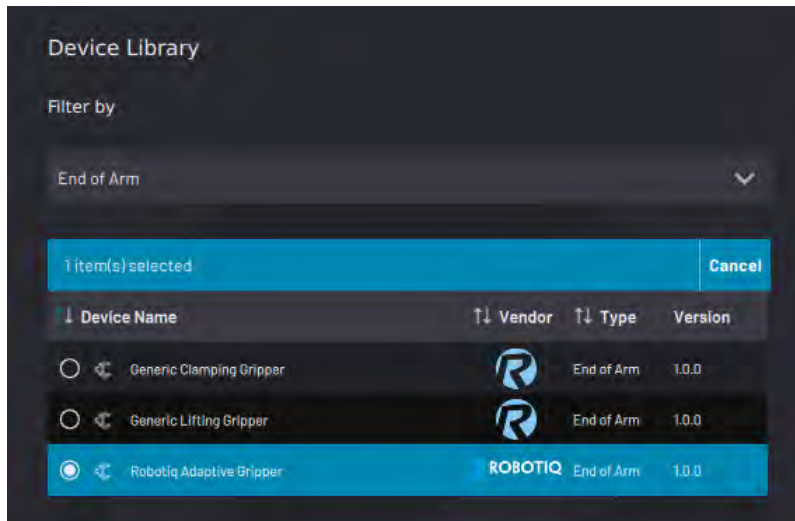 Device Library
Filter by
End of Arm
1 item(s) selected Cancel
↓ Device Name ↑↓ Vendor ↑↓ Type Version
Generic Clamping Gripper R End of Arm 1.0.0
Generic Lifting Gripper R End of Arm 1.0.0
Robotiq Adaptive Gripper ROBOTIQ End of Arm 1.0.0